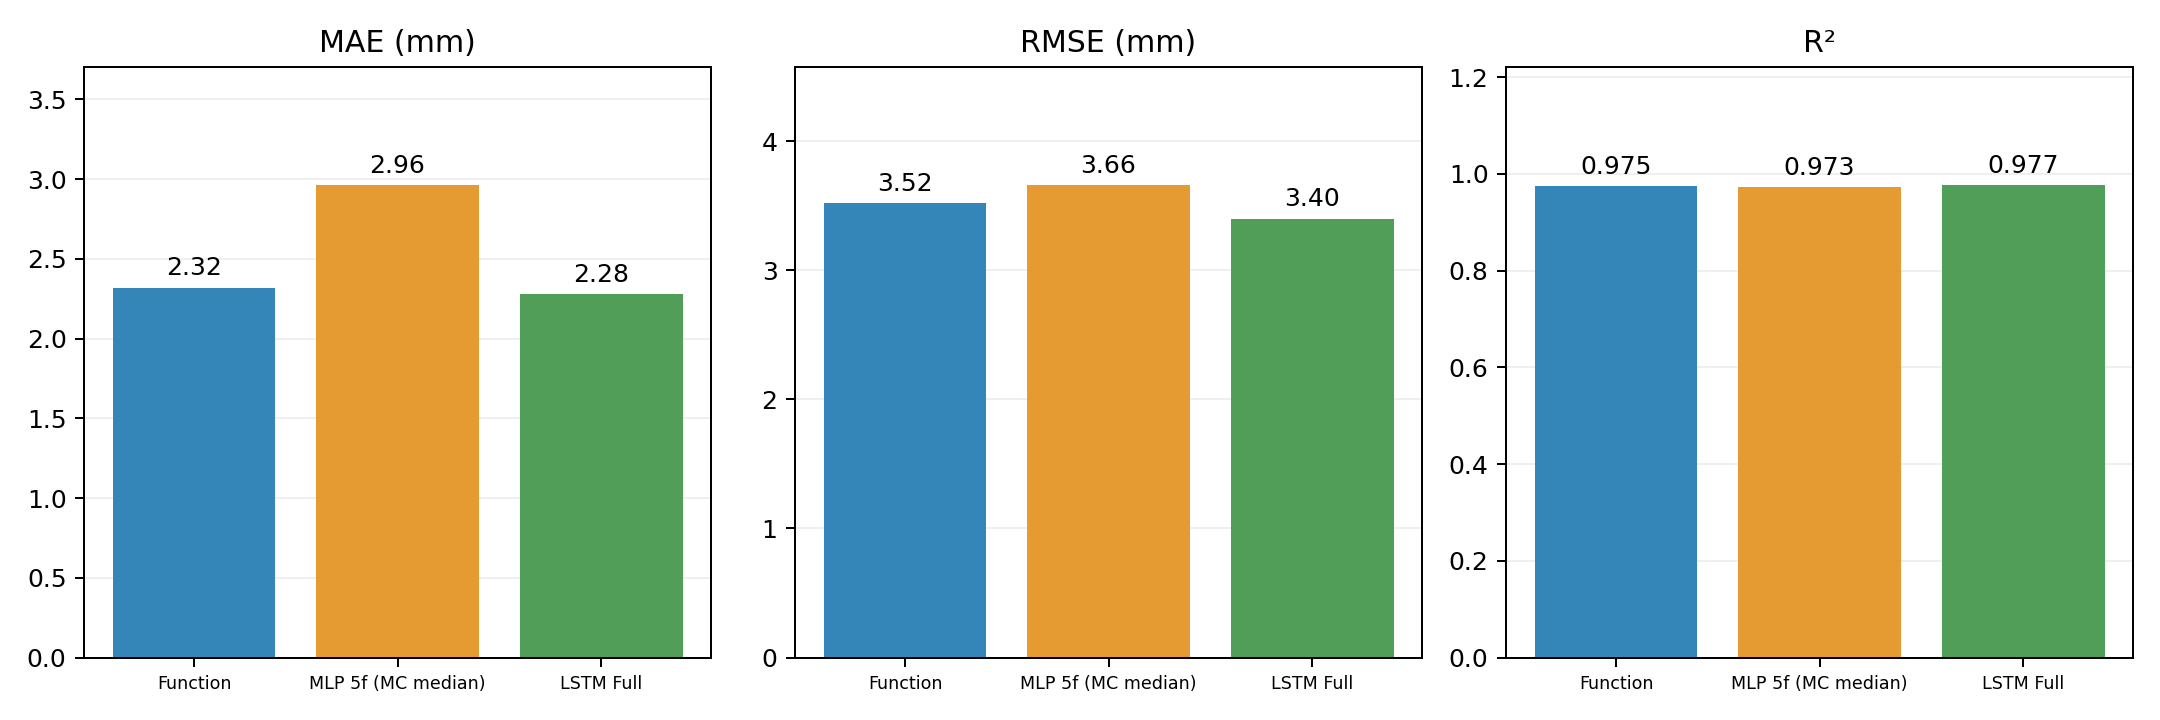 MAE (mm)
3.5
3.0
2.5
2.0
1.5
1.0
0.5
0.0
2.32
2.96
2.28
Function
MLP 5f (MC median)
LSTM Full
RMSE (mm)
4
3
2
1
0
3.52
3.66
3.40
Function
MLP 5f (MC median)
LSTM Full
R²
1.2
1.0
0.8
0.6
0.4
0.2
0.0
0.975
0.973
0.977
Function
MLP 5f (MC median)
LSTM Full